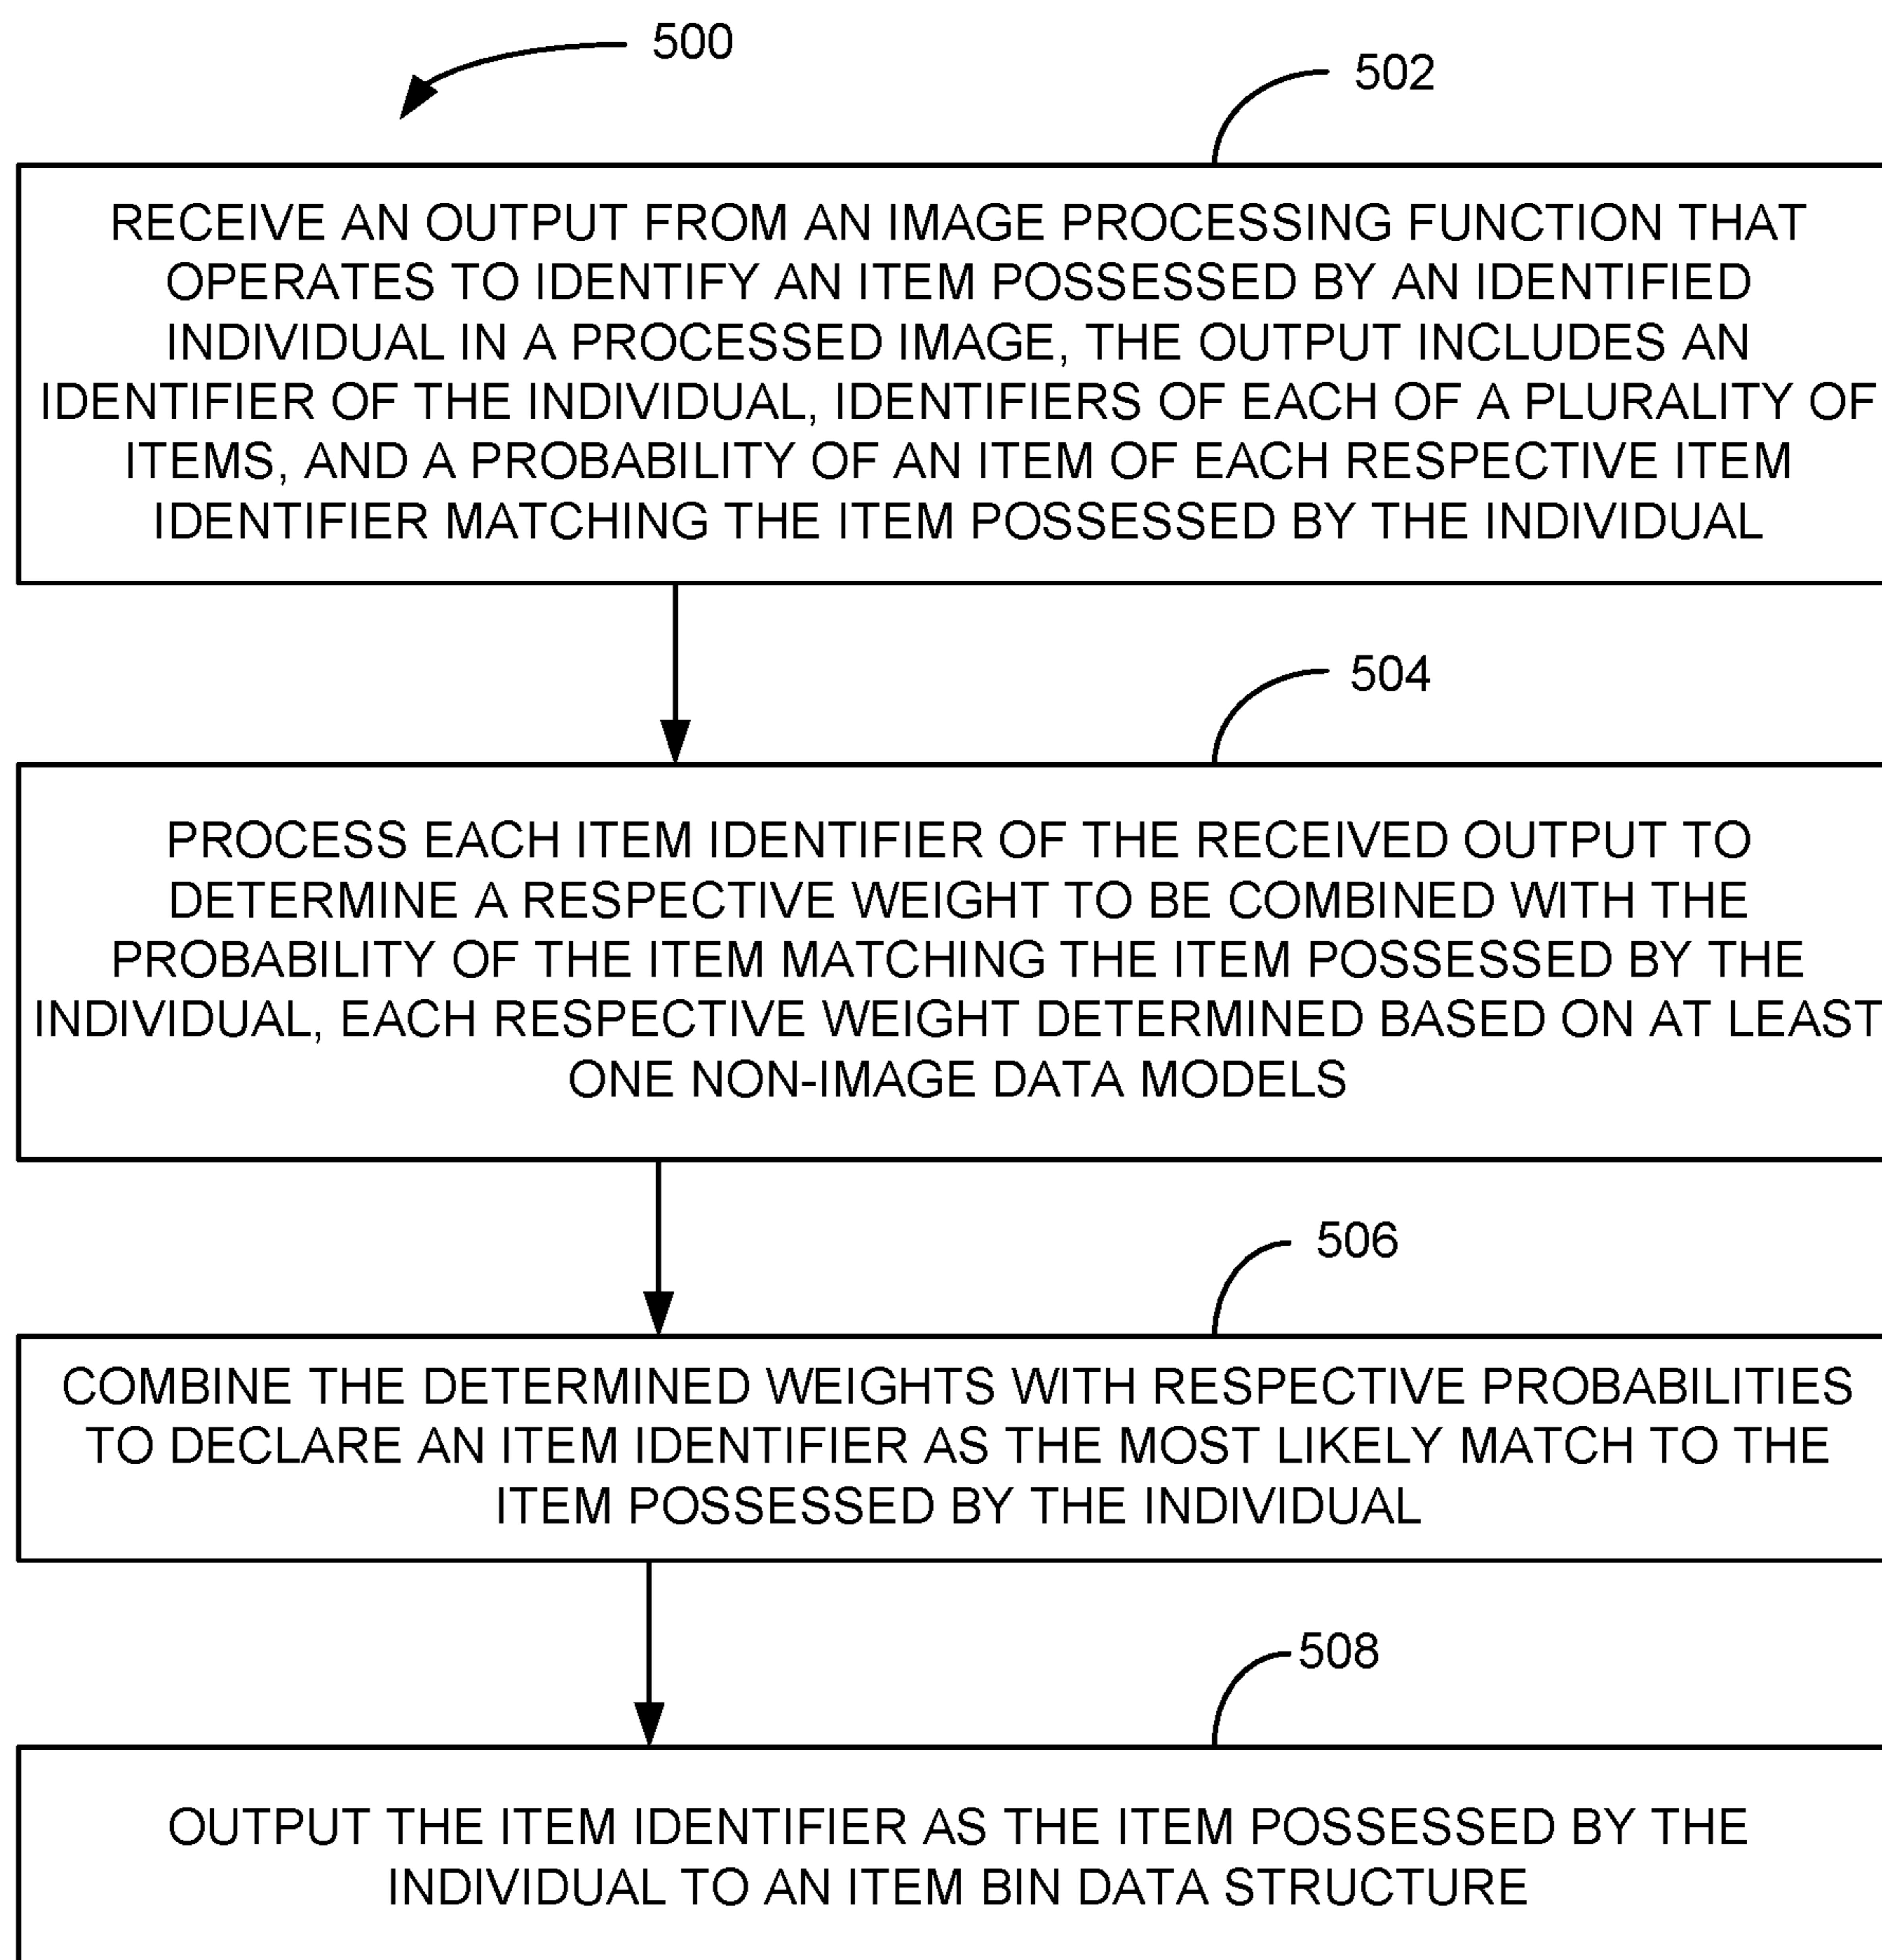 500
502
RECEIVE AN OUTPUT FROM AN IMAGE PROCESSING FUNCTION THAT
OPERATES TO IDENTIFY AN ITEM POSSESSED BY AN IDENTIFIED
INDIVIDUAL IN A PROCESSED IMAGE, THE OUTPUT INCLUDES AN
IDENTIFIER OF THE INDIVIDUAL, IDENTIFIERS OF EACH OF A PLURALITY OF
ITEMS, AND A PROBABILITY OF AN ITEM OF EACH RESPECTIVE ITEM
IDENTIFIER MATCHING THE ITEM POSSESSED BY THE INDIVIDUAL
504
PROCESS EACH ITEM IDENTIFIER OF THE RECEIVED OUTPUT TO
DETERMINE A RESPECTIVE WEIGHT TO BE COMBINED WITH THE
PROBABILITY OF THE ITEM MATCHING THE ITEM POSSESSED BY THE
INDIVIDUAL, EACH RESPECTIVE WEIGHT DETERMINED BASED ON AT LEAST
ONE NON-IMAGE DATA MODELS
506
COMBINE THE DETERMINED WEIGHTS WITH RESPECTIVE PROBABILITIES
TO DECLARE AN ITEM IDENTIFIER AS THE MOST LIKELY MATCH TO THE
ITEM POSSESSED BY THE INDIVIDUAL
508
OUTPUT THE ITEM IDENTIFIER AS THE ITEM POSSESSED BY THE
INDIVIDUAL TO AN ITEM BIN DATA STRUCTURE